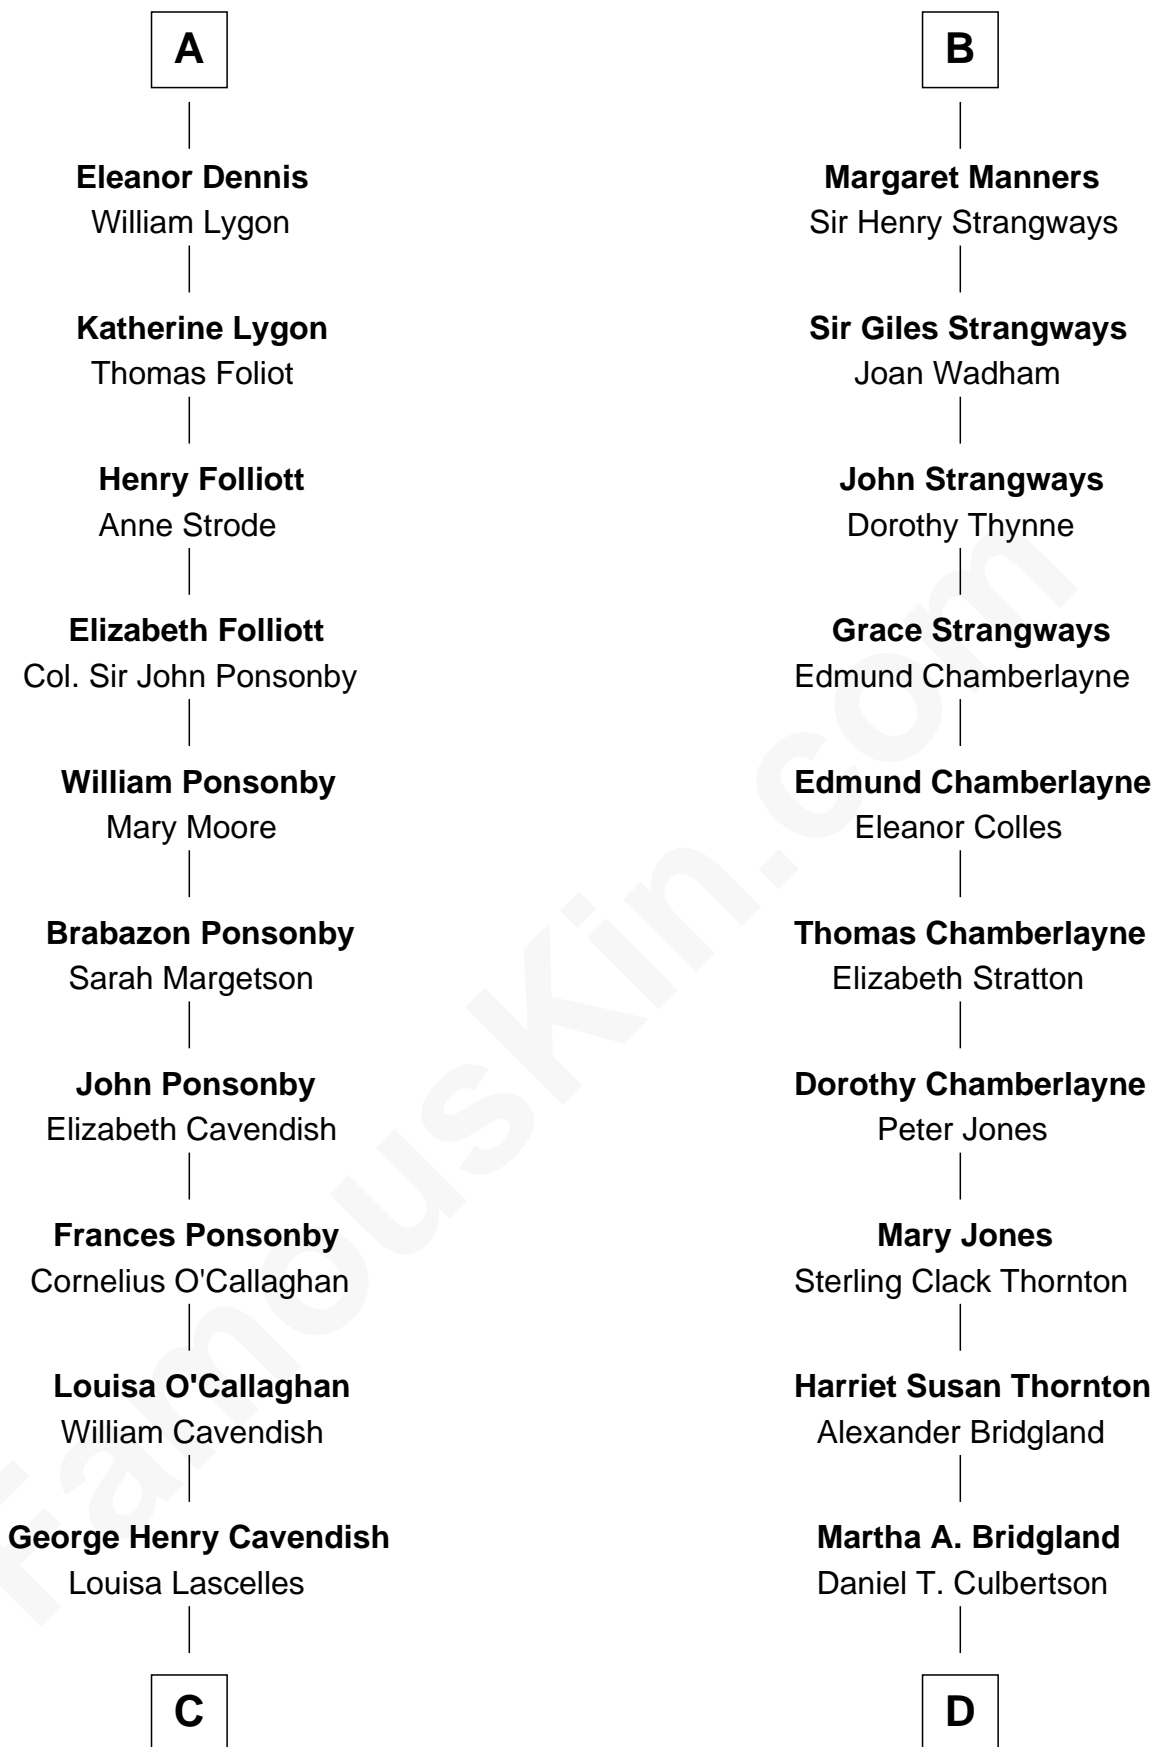 A
Eleanor Dennis
William Lygon
Katherine Lygon
Thomas Foliot
Henry Folliott
Anne Strode
Elizabeth Folliott
Col. Sir John Ponsonby
William Ponsonby
Mary Moore
Brabazon Ponsonby
Sarah Margetson
John Ponsonby
Elizabeth Cavendish
Frances Ponsonby
Cornelius O'Callaghan
Louisa O'Callaghan
William Cavendish
George Henry Cavendish
Louisa Lascelles
C
B
Margaret Manners
Sir Henry Strangways
Sir Giles Strangways
Joan Wadham
John Strangways
Dorothy Thynne
Grace Strangways
Edmund Chamberlayne
Edmund Chamberlayne
Eleanor Colles
Thomas Chamberlayne
Elizabeth Stratton
Dorothy Chamberlayne
Peter Jones
Mary Jones
Sterling Clack Thornton
Harriet Susan Thornton
Alexander Bridgland
Martha A. Bridgland
Daniel T. Culbertson
D
FamousKin.com